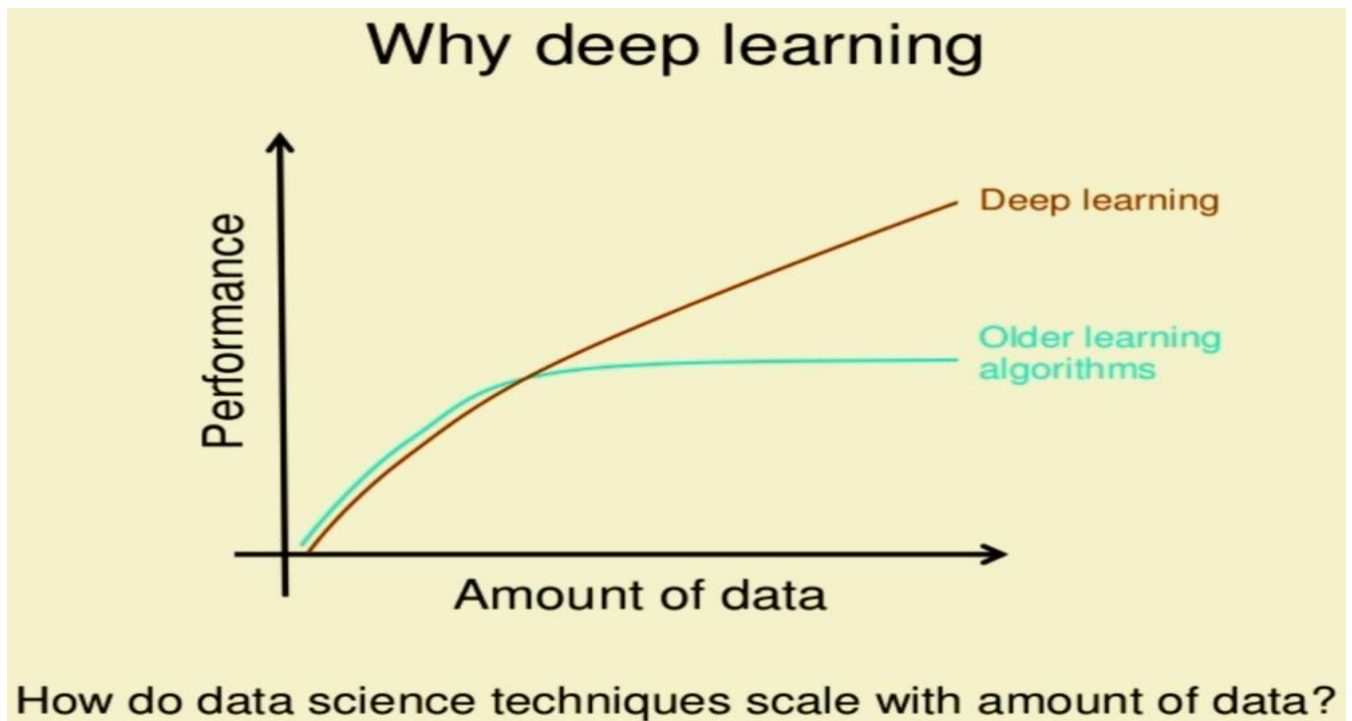 Why deep learning
Performance
Deep learning
Older learning
algorithms
Amount of data
How do data science techniques scale with amount of data?